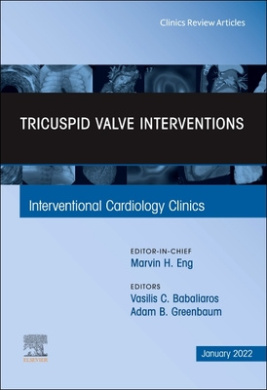 Clinics Review Articles
TRICUSPID VALVE INTERVENTIONS
Interventional Cardiology Clinics
EDITOR-IN-CHIEF
Marvin H. Eng
EDITORS
Vasilis C. Babaliaros
Adam B. Greenbaum
ELSEVIER
January 2022